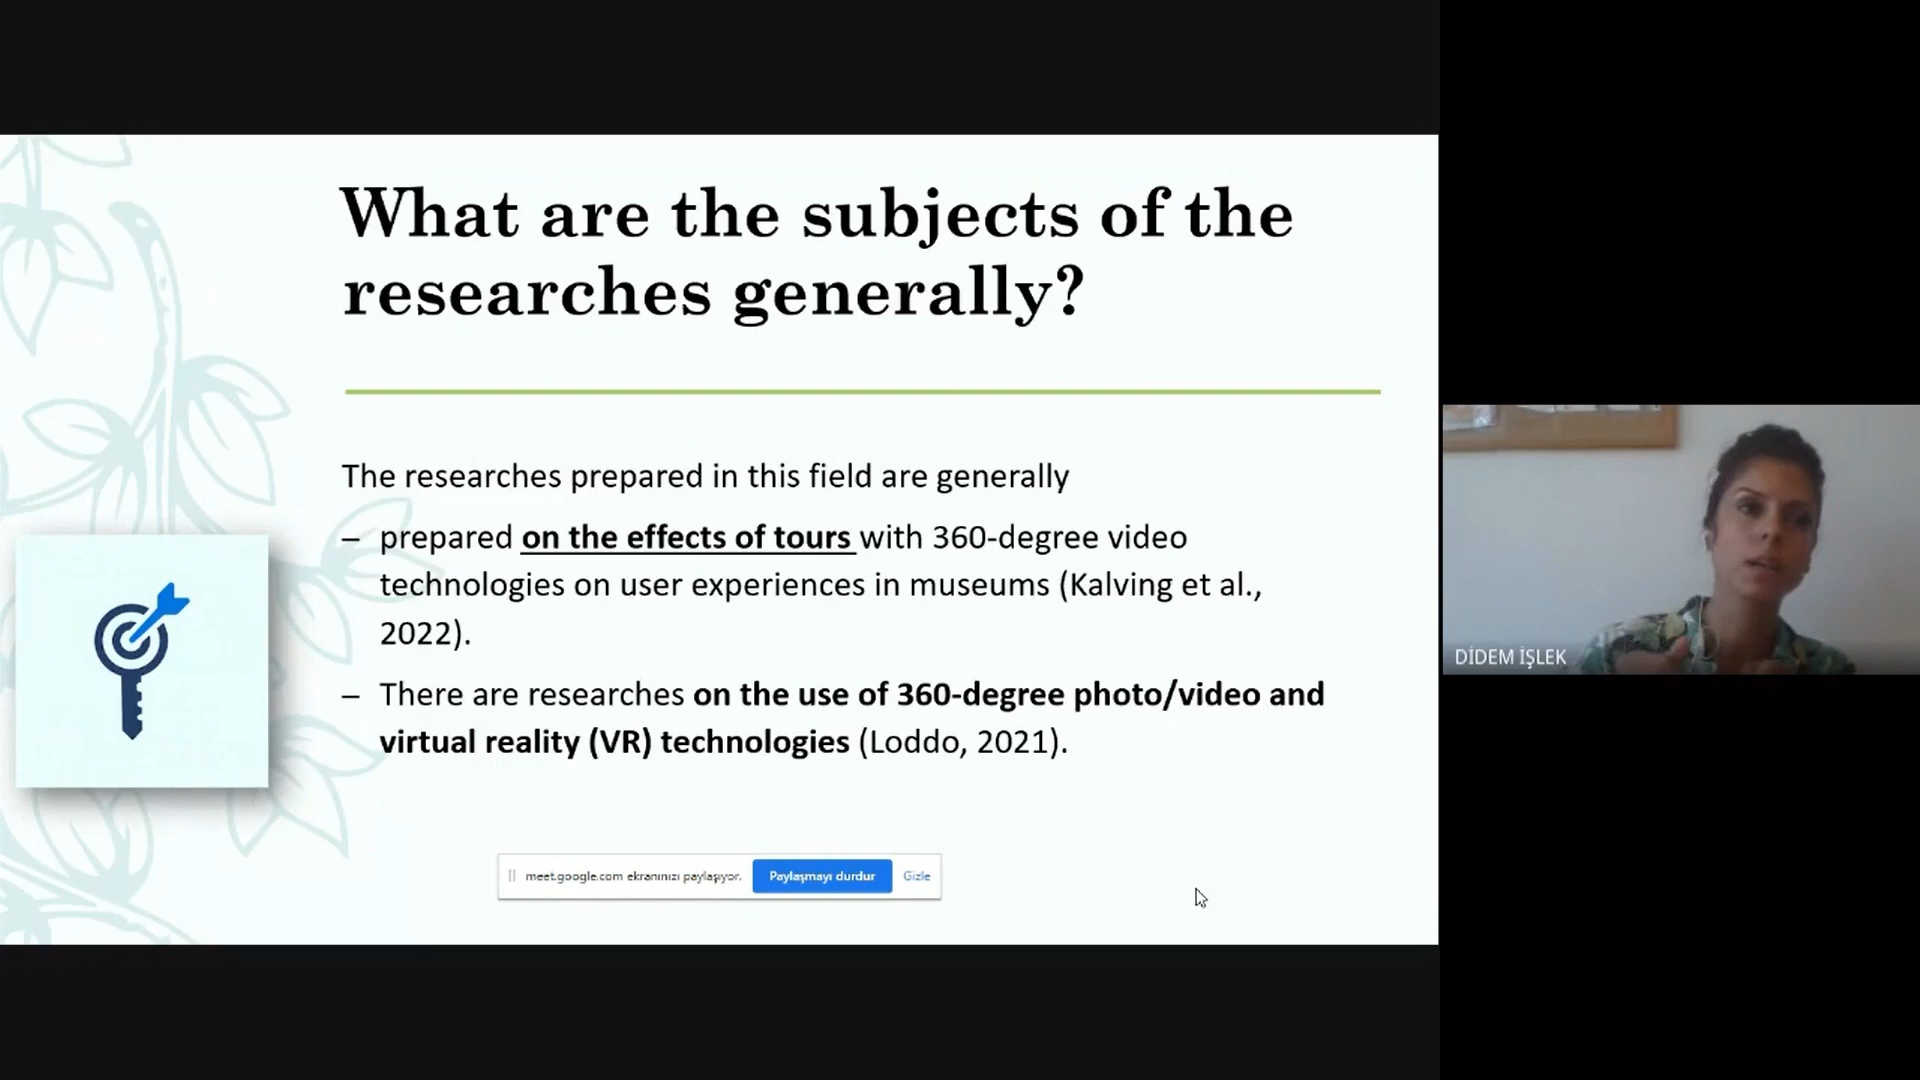 What are the subjects of the
researches generally?
The researches prepared in this field are generally
– prepared on the effects of tours with 360-degree video
technologies on user experiences in museums (Kalving et al.,
2022).
– There are researches on the use of 360-degree photo/video and
virtual reality (VR) technologies (Loddo, 2021).
meet.google.com ekranınızı paylaşıyor. Paylaşmayı durdur Gizle
DİDEM İŞLEK